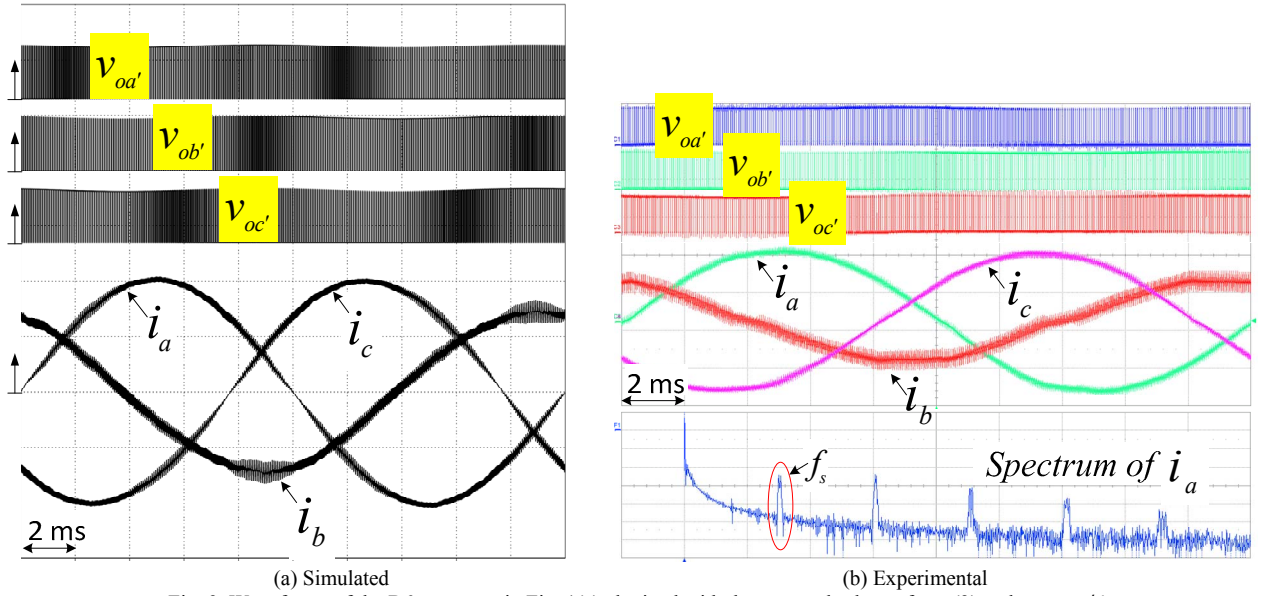 v_oa'
v_ob'
v_oc'
i_a
i_c
i_b
2 ms
(a) Simulated
v_oa'
v_ob'
v_oc'
i_a
i_c
2 ms
i_b
f_s
Spectrum of i_a
(b) Experimental